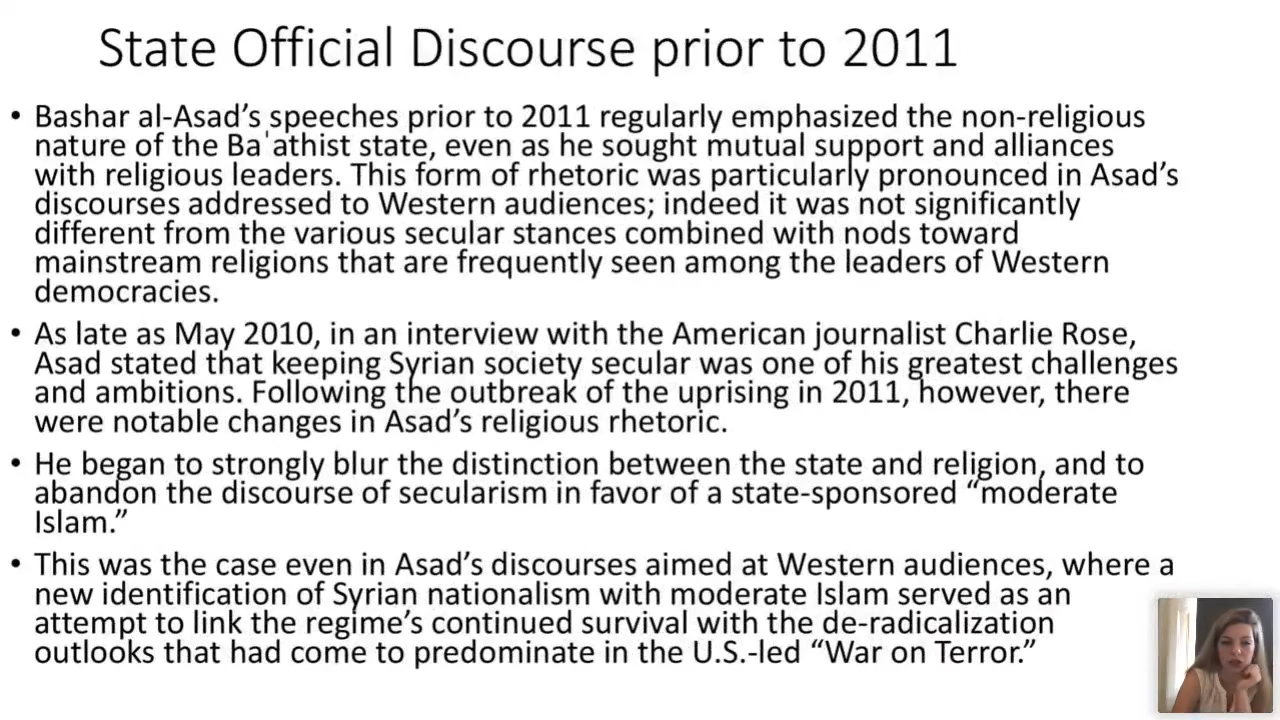 State Official Discourse prior to 2011
• Bashar al-Asad’s speeches prior to 2011 regularly emphasized the non-religious
nature of the Baʿathist state, even as he sought mutual support and alliances
with religious leaders. This form of rhetoric was particularly pronounced in Asad’s
discourses addressed to Western audiences; indeed it was not significantly
different from the various secular stances combined with nods toward
mainstream religions that are frequently seen among the leaders of Western
democracies.
• As late as May 2010, in an interview with the American journalist Charlie Rose,
Asad stated that keeping Syrian society secular was one of his greatest challenges
and ambitions. Following the outbreak of the uprising in 2011, however, there
were notable changes in Asad’s religious rhetoric.
• He began to strongly blur the distinction between the state and religion, and to
abandon the discourse of secularism in favor of a state-sponsored “moderate
Islam.”
• This was the case even in Asad’s discourses aimed at Western audiences, where a
new identification of Syrian nationalism with moderate Islam served as an
attempt to link the regime’s continued survival with the de-radicalization
outlooks that had come to predominate in the U.S.-led “War on Terror.”